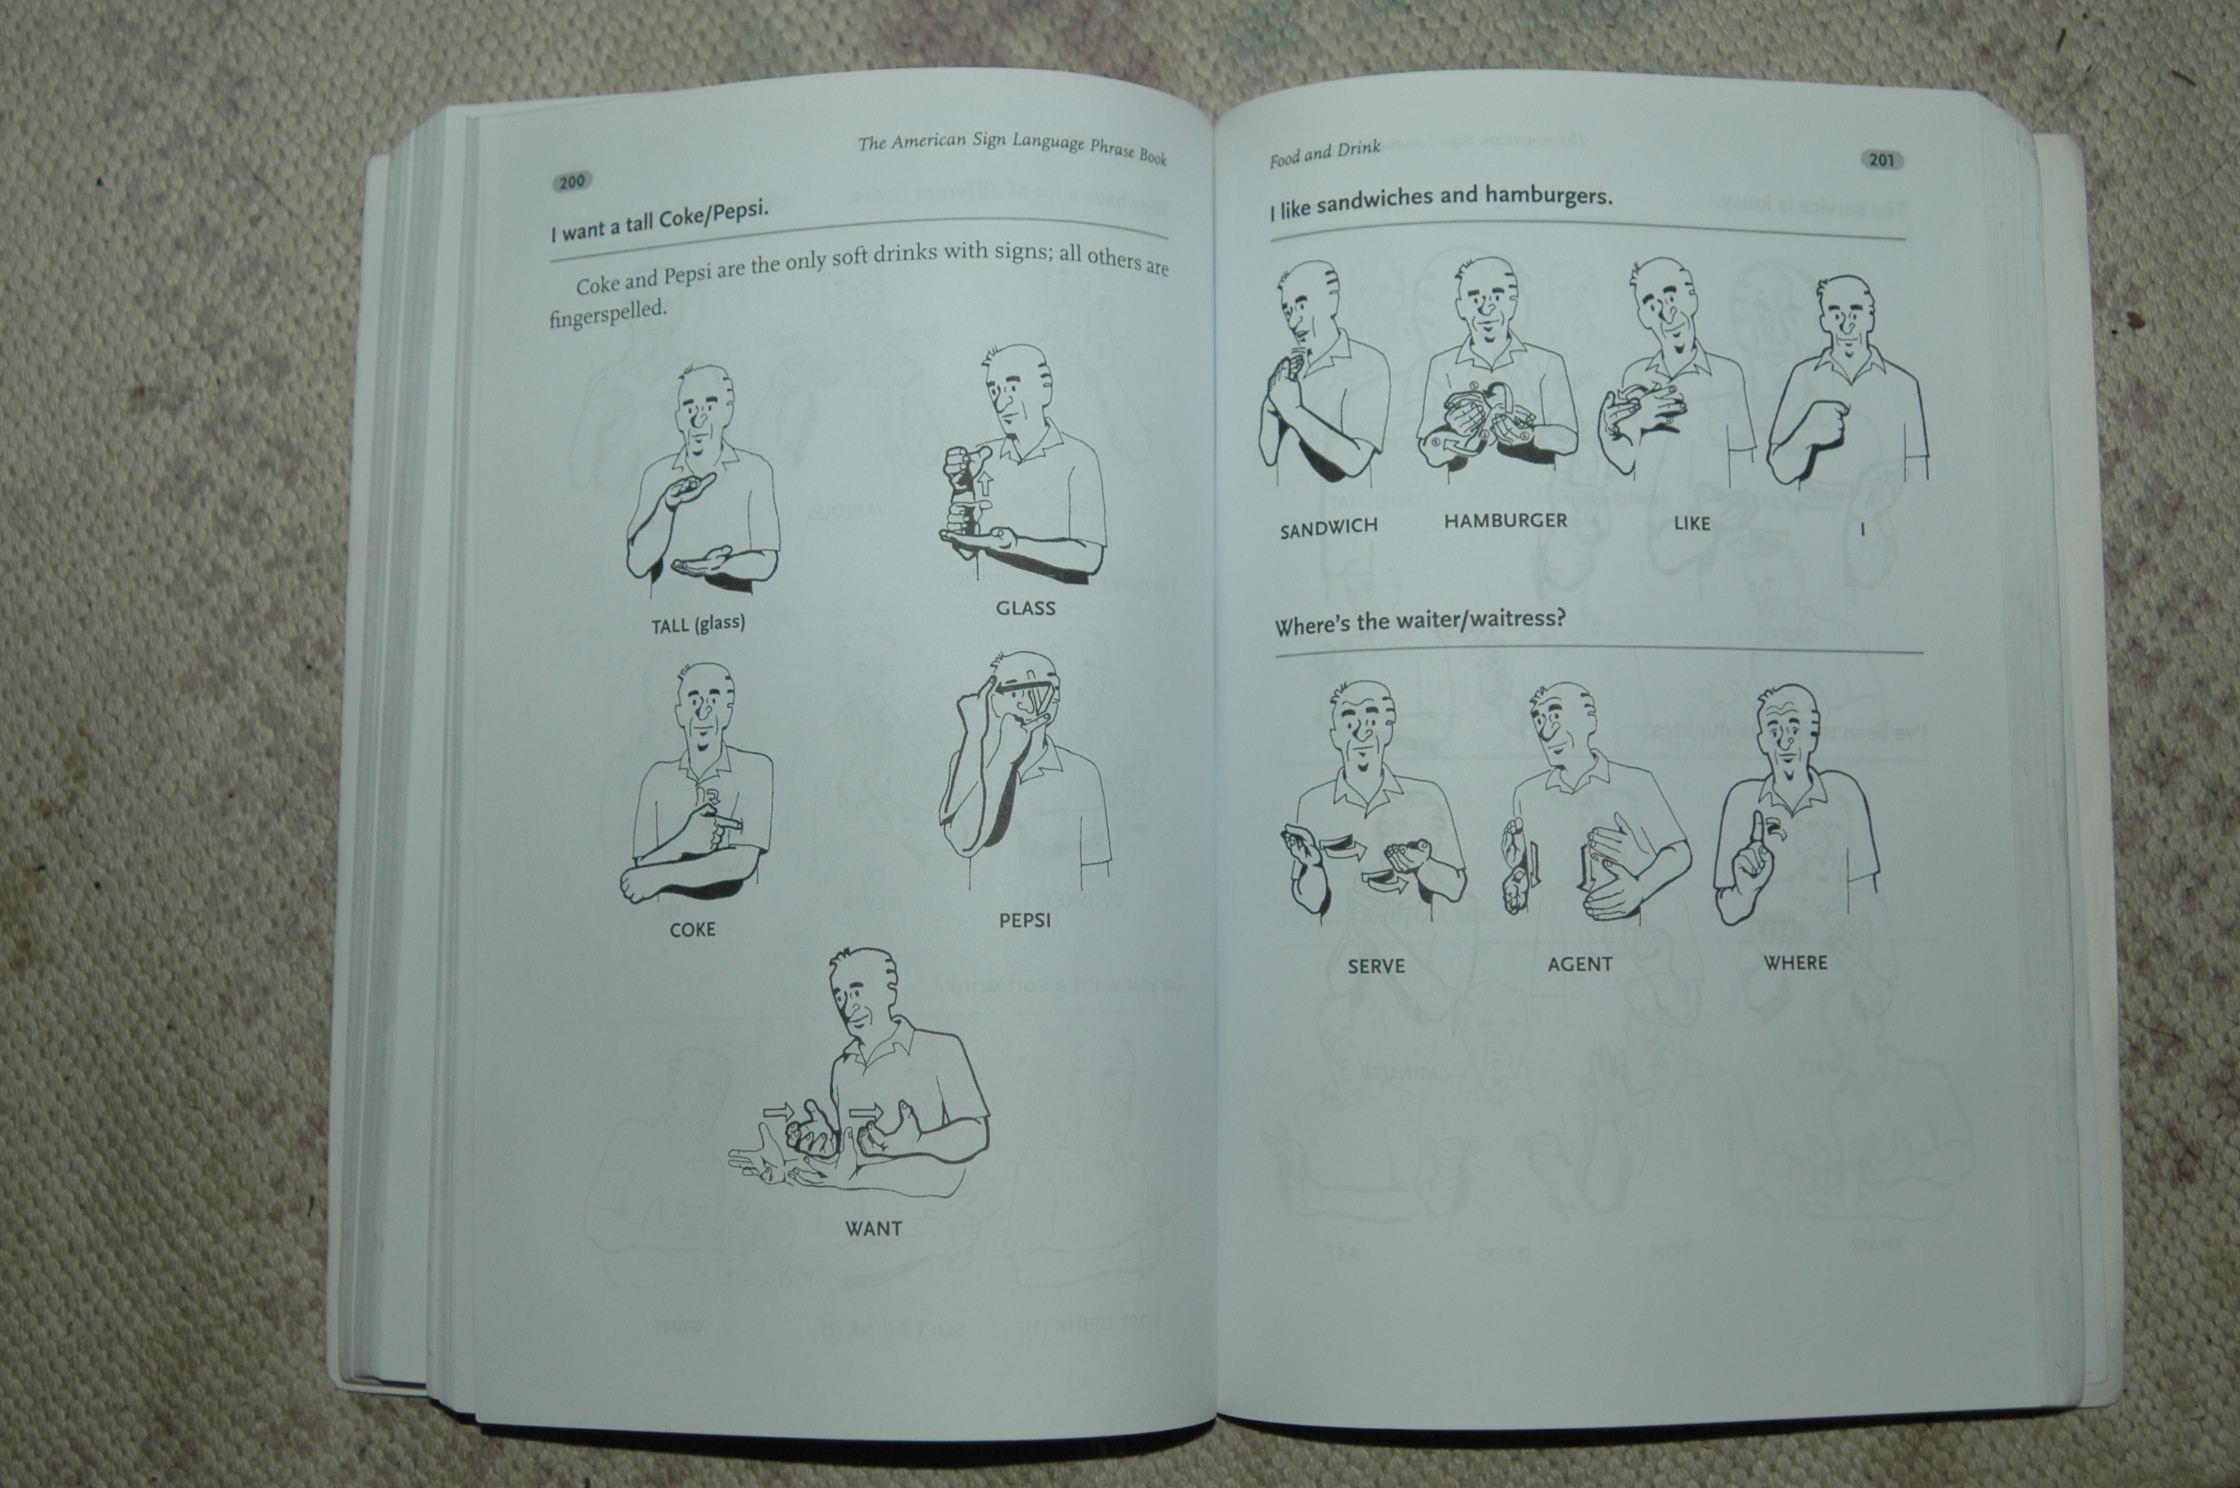 200
The American Sign Language Phrase Book
I want a tall Coke/Pepsi.
Coke and Pepsi are the only soft drinks with signs; all others are
fingerspelled.
TALL (glass)
GLASS
COKE
PEPSI
WANT
Food and Drink
201
I like sandwiches and hamburgers.
SANDWICH
HAMBURGER
LIKE
I
Where's the waiter/waitress?
SERVE
AGENT
WHERE